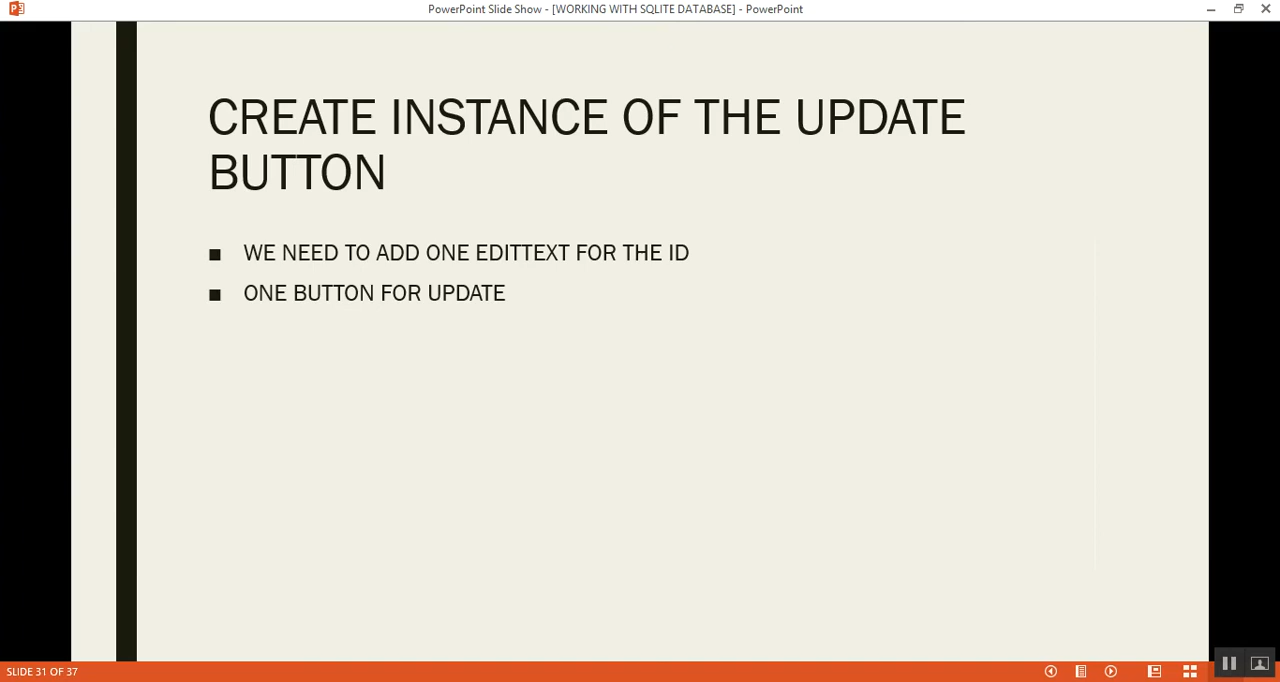 PowerPoint Slide Show - [WORKING WITH SQLITE DATABASE] - PowerPoint
CREATE INSTANCE OF THE UPDATE
BUTTON
■ WE NEED TO ADD ONE EDITTEXT FOR THE ID
■ ONE BUTTON FOR UPDATE
SLIDE 31 OF 37